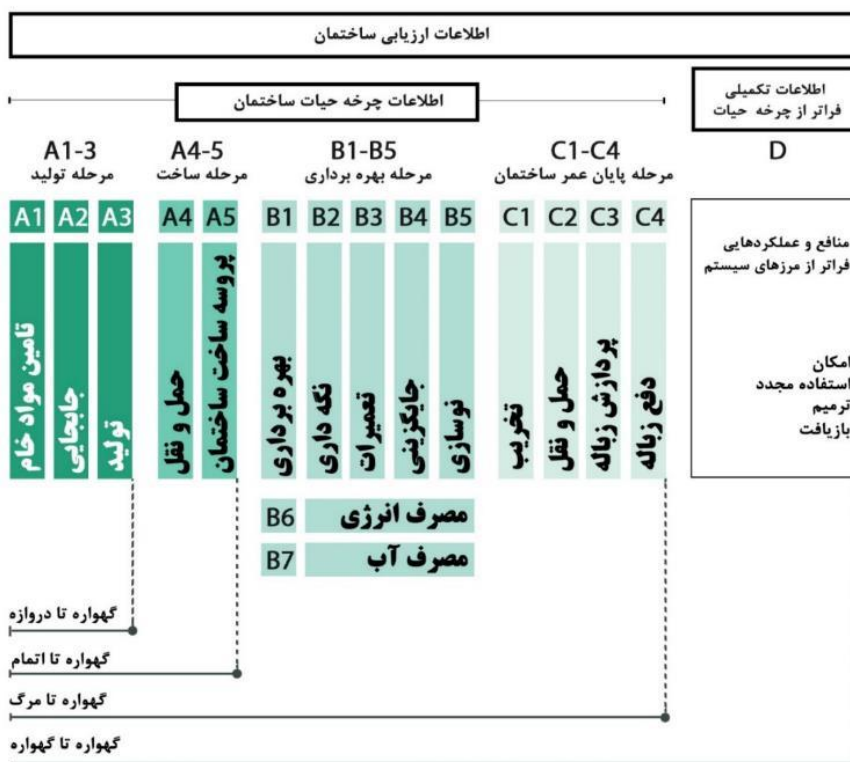 اطلاعات ارزیابی ساختمان
اطلاعات چرخه حیات ساختمان
اطلاعات تکمیلی
فراتر از چرخه حیات
A1-3
مرحله تولید
A4-5
مرحله ساخت
B1-B5
مرحله بهره برداری
C1-C4
مرحله پایان عمر ساختمان
D
A1
A2
A3
A4
A5
B1
B2
B3
B4
B5
C1
C2
C3
C4
تامین مواد خام
جابجایی
تولید
حمل و نقل
پروسه ساخت ساختمان
بهره برداری
نگه داری
تعمیرات
جایگزینی
نوسازی
تخریب
حمل و نقل
پردازش زباله
دفع زباله
منافع و عملکردهایی
فراتر از مرزهای سیستم
امکان
استفاده مجدد
ترمیم
بازیافت
B6
مصرف انرژی
B7
مصرف آب
گهواره تا دروازه
گهواره تا اتمام
گهواره تا مرگ
گهواره تا گهواره